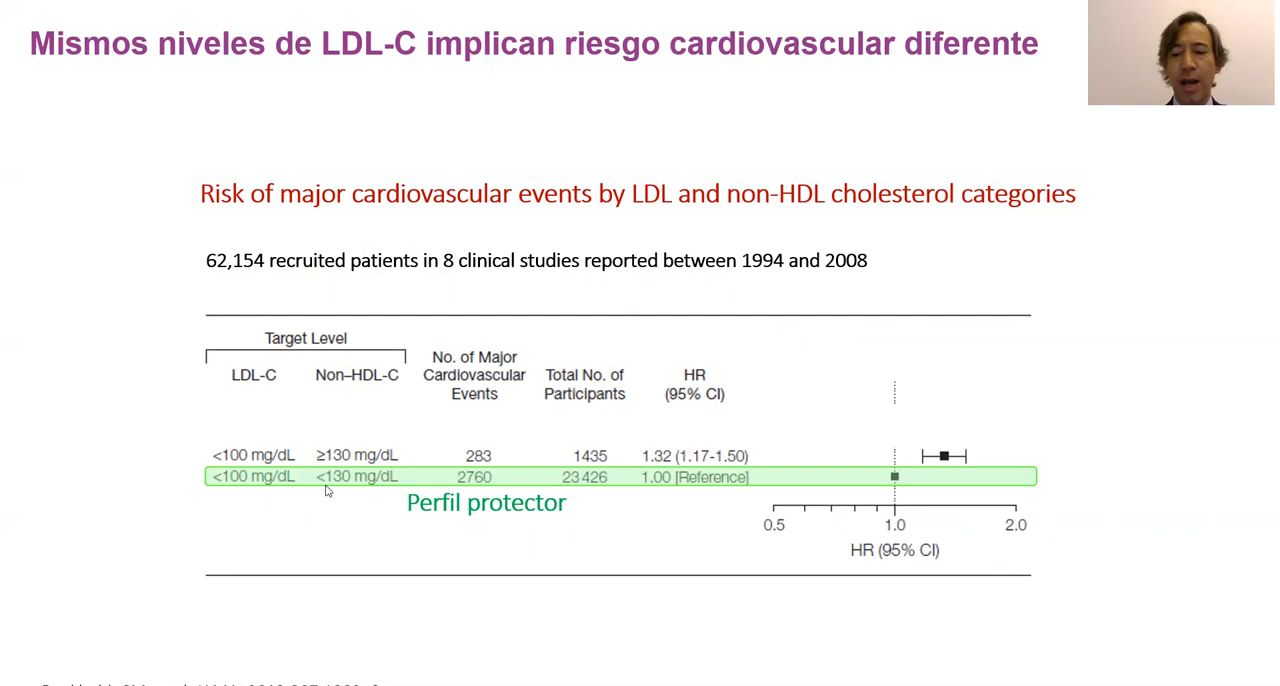 Mismos niveles de LDL-C implican riesgo cardiovascular diferente
Risk of major cardiovascular events by LDL and non-HDL cholesterol categories
62,154 recruited patients in 8 clinical studies reported between 1994 and 2008
Target Level
LDL-C Non–HDL-C No. of Major Cardiovascular Events Total No. of Participants HR (95% CI)
<100 mg/dL ≥130 mg/dL 283 1435 1.32 (1.17-1.50)
<100 mg/dL <130 mg/dL 2760 23 426 1.00 [Reference]
Perfil protector
0.5 1.0 2.0
HR (95% CI)